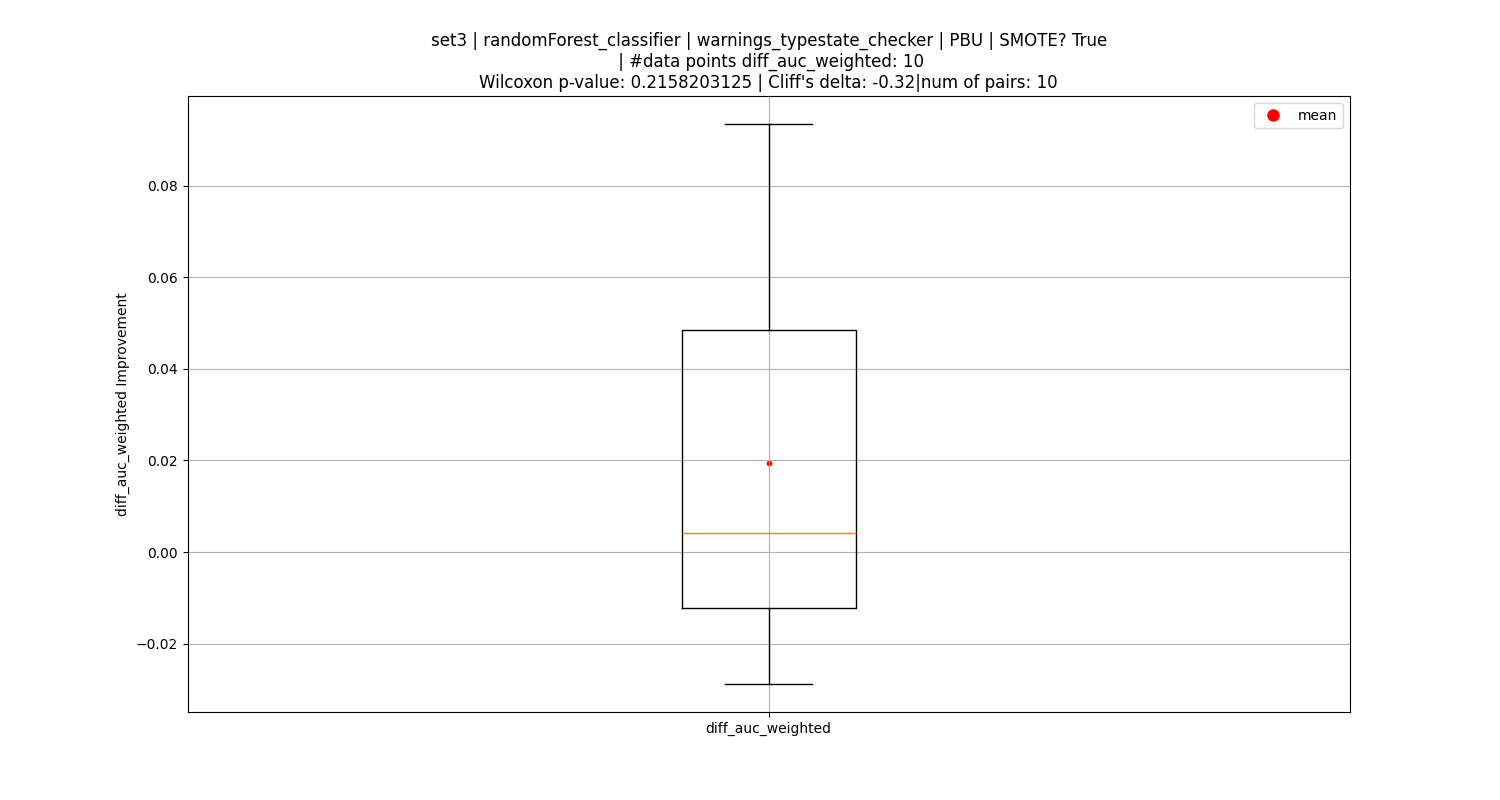 set3 | randomForest_classifier | warnings_typestate_checker | PBU | SMOTE? True
| #data points diff_auc_weighted: 10
Wilcoxon p-value: 0.2158203125 | Cliff's delta: -0.32|num of pairs: 10
mean
0.08
0.06
0.04
0.02
0.00
−0.02
diff_auc_weighted Improvement
diff_auc_weighted